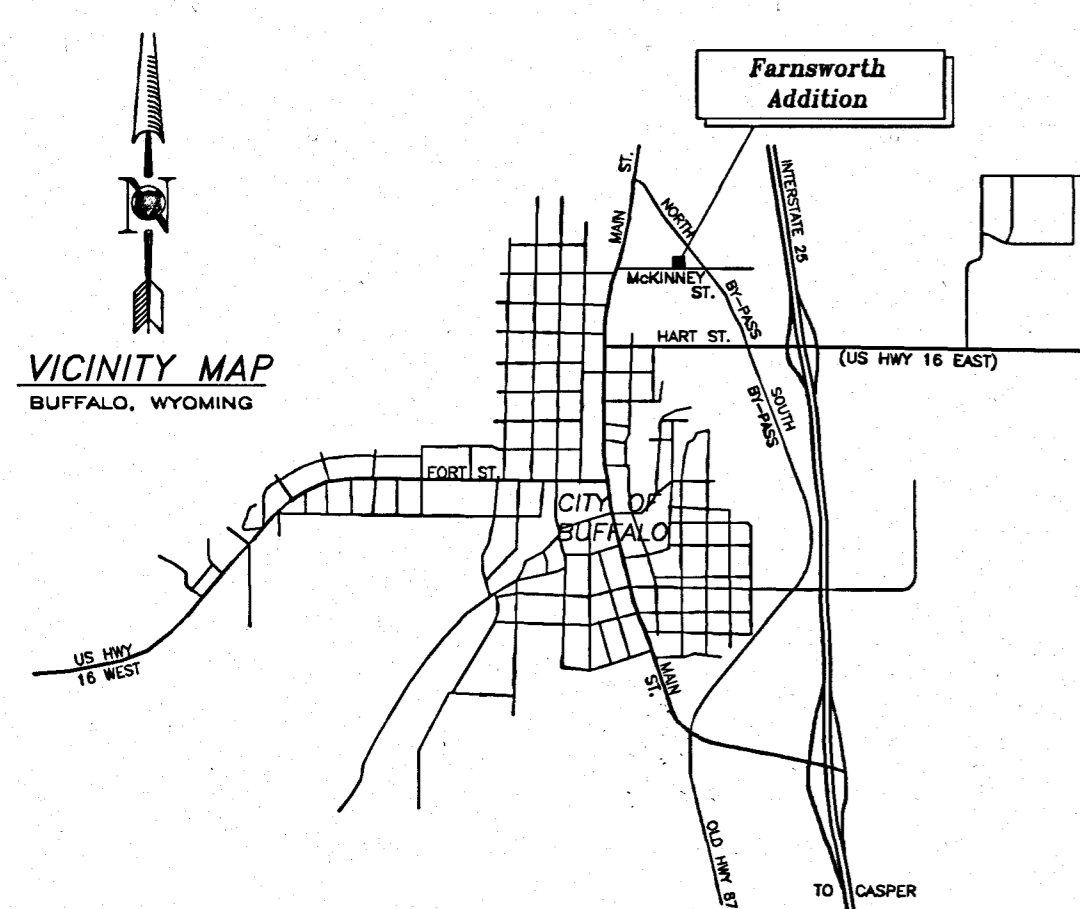 Farnsworth
Addition
N
VICINITY MAP
BUFFALO, WYOMING
MAIN ST.
NORTH BY-PASS
INTERSTATE 25
McKINNEY
ST.
HART ST.
(US HWY 16 EAST)
SOUTH
BY-PASS
FORT ST.
CITY OF
BUFFALO
US HWY
16 WEST
MAIN
ST.
OLD HWY 87
TO CASPER